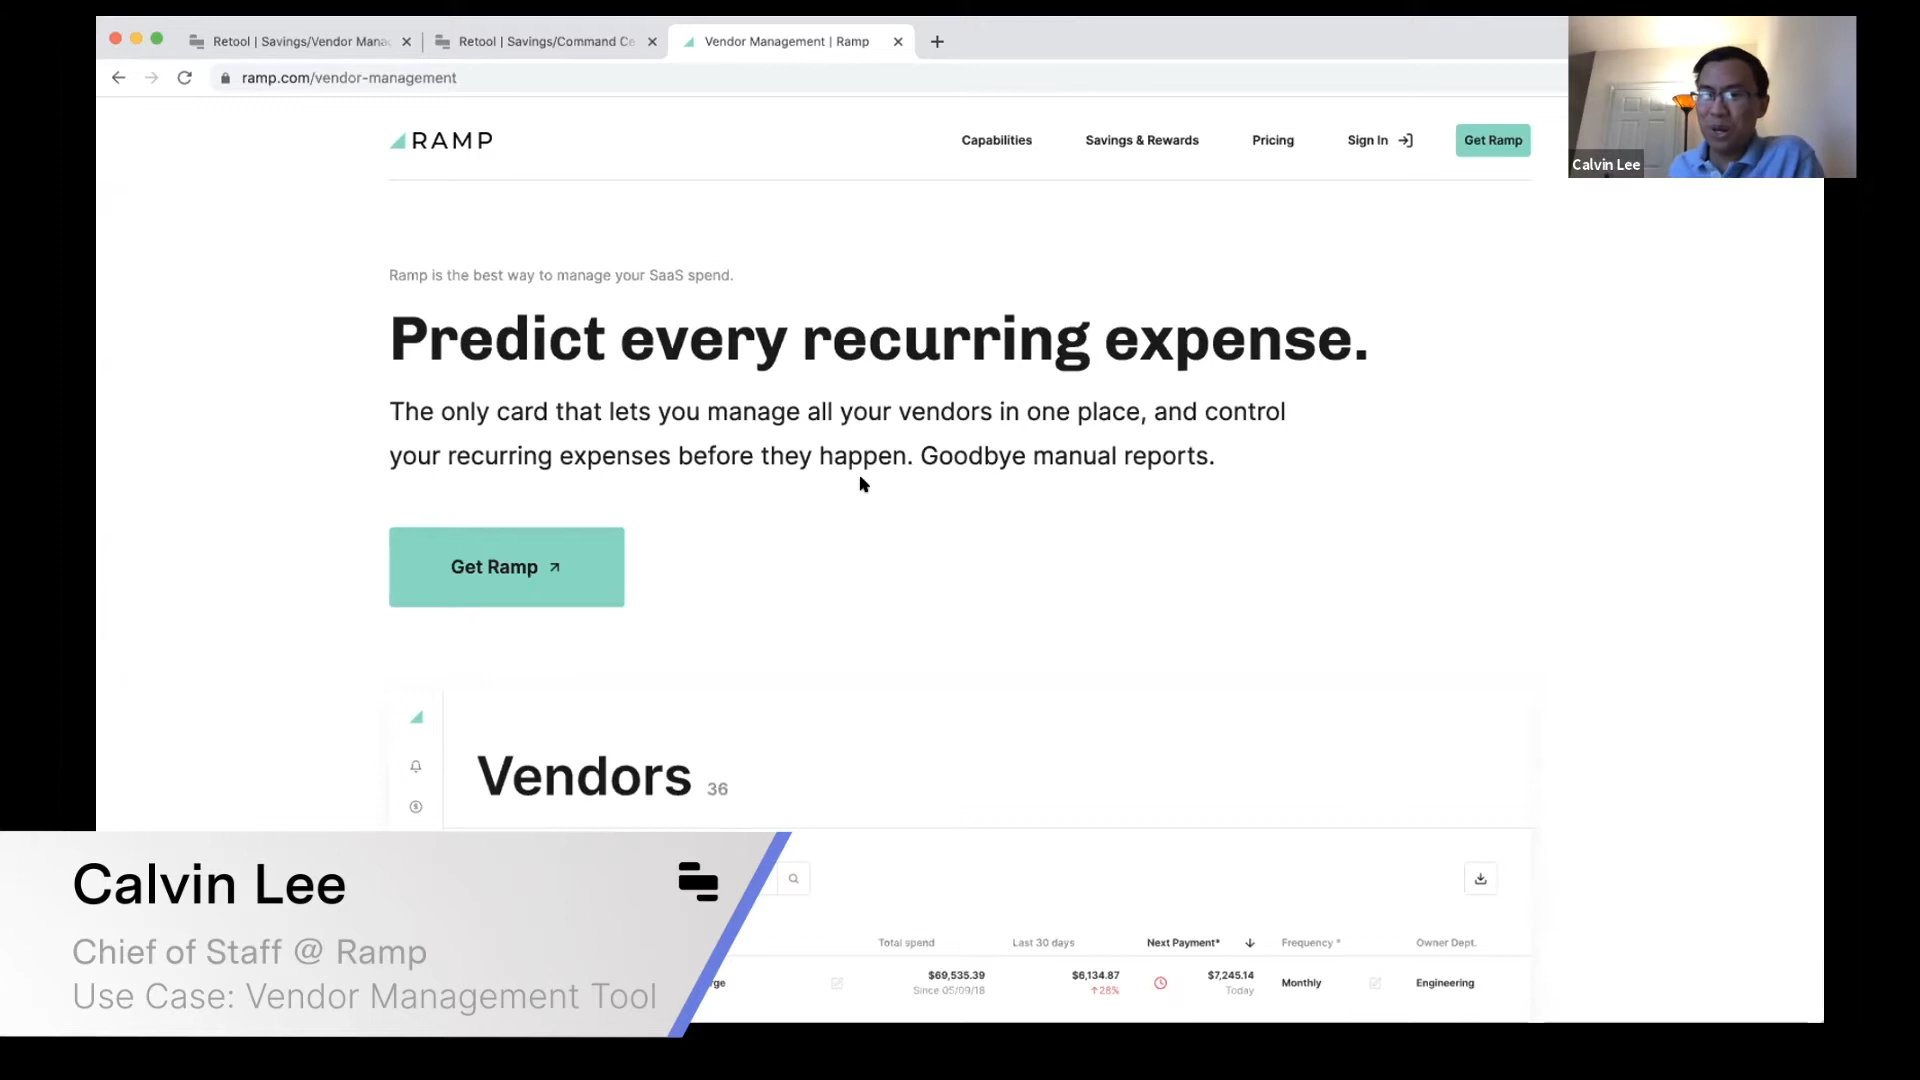 Retool | Savings/Vendor Mana
Retool | Savings/Command Ce
Vendor Management | Ramp
ramp.com/vendor-management
RAMP
Capabilities
Savings & Rewards
Pricing
Sign In
Get Ramp
Calvin Lee
Ramp is the best way to manage your SaaS spend.
Predict every recurring expense.
The only card that lets you manage all your vendors in one place, and control
your recurring expenses before they happen. Goodbye manual reports.
Get Ramp
Vendors 36
Total spend
Last 30 days
Next Payment*
Frequency *
Owner Dept.
rge
$69,535.39
Since 05/09/18
$6,134.87
↑28%
$7,245.14
Today
Monthly
Engineering
Calvin Lee
Chief of Staff @ Ramp
Use Case: Vendor Management Tool